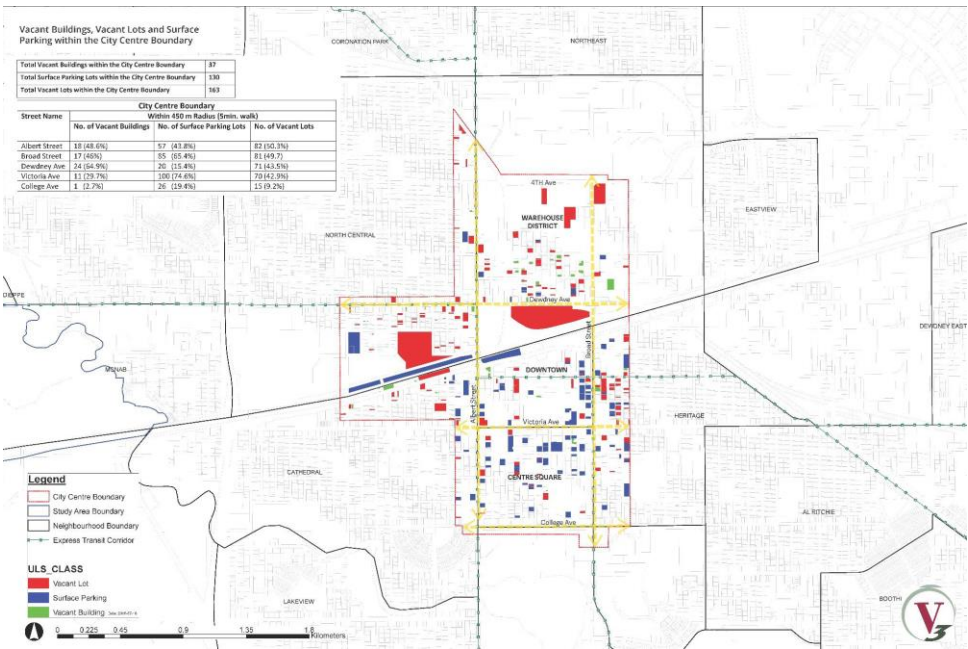 Vacant Buildings, Vacant Lots and Surface
Parking within the City Centre Boundary
Total Vacant Buildings within the City Centre Boundary 37
Total Surface Parking Lots within the City Centre Boundary 130
Total Vacant Lots within the City Centre Boundary 163
City Centre Boundary
Street Name Within 450 m Radius (5min. walk)
No. of Vacant Buildings No. of Surface Parking Lots No. of Vacant Lots
Albert Street 18 (48.6%) 57 (43.8%) 82 (50.3%)
Broad Street 17 (46%) 85 (65.4%) 81 (49.7)
Dewdney Ave 24 (64.9%) 20 (15.4%) 71 (43.5%)
Victoria Ave 11 (29.7%) 100 (74.6%) 70 (42.9%)
College Ave 1 (2.7%) 26 (19.4%) 15 (9.2%)
CORONATION PARK
NORTHEAST
4TH Ave
WAREHOUSE
DISTRICT
EASTVIEW
NORTH CENTRAL
DIEPPE
Dewdney Ave
DEWDNEY EAST
Broad Street
MCNAB
DOWNTOWN
Albert Street
HERITAGE
Victoria Ave
CATHEDRAL
CENTRE SQUARE
AL RITCHIE
College Ave
LAKEVIEW
BOOTHI
Legend
City Centre Boundary
Study Area Boundary
Neighbourhood Boundary
Express Transit Corridor
ULS_CLASS
Vacant Lot
Surface Parking
Vacant Building
0 0.225 0.45 0.9 1.35 1.8
Kilometers
V3